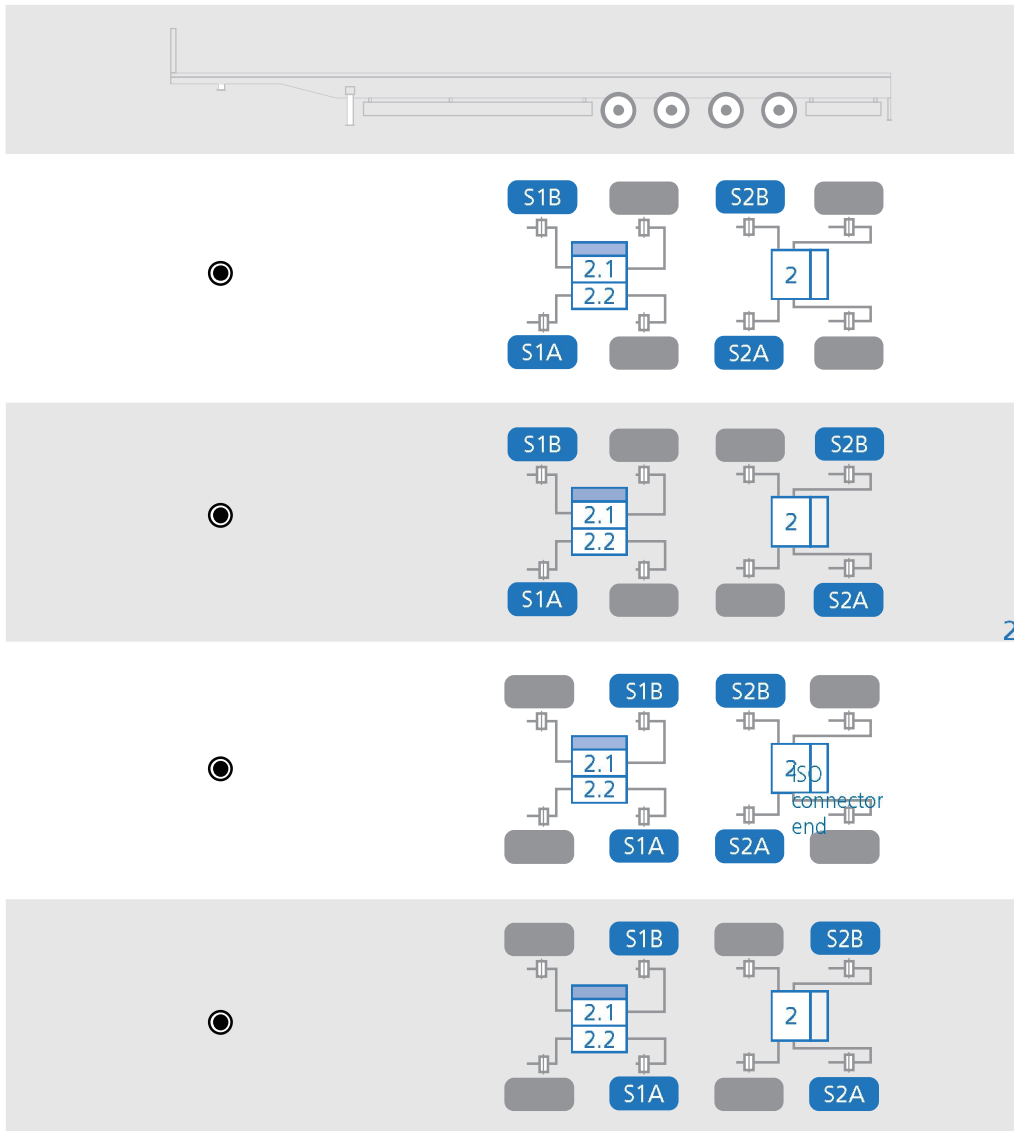 S1B S2B
2.1
2
2.2
S1A S2A
S1B S2B
2.1
2
2.2
S1A S2A
2
S1B S2B
2.1
2
ISO
2.2
connector
end
S1A S2A
S1B S2B
2.1
2
2.2
S1A S2A